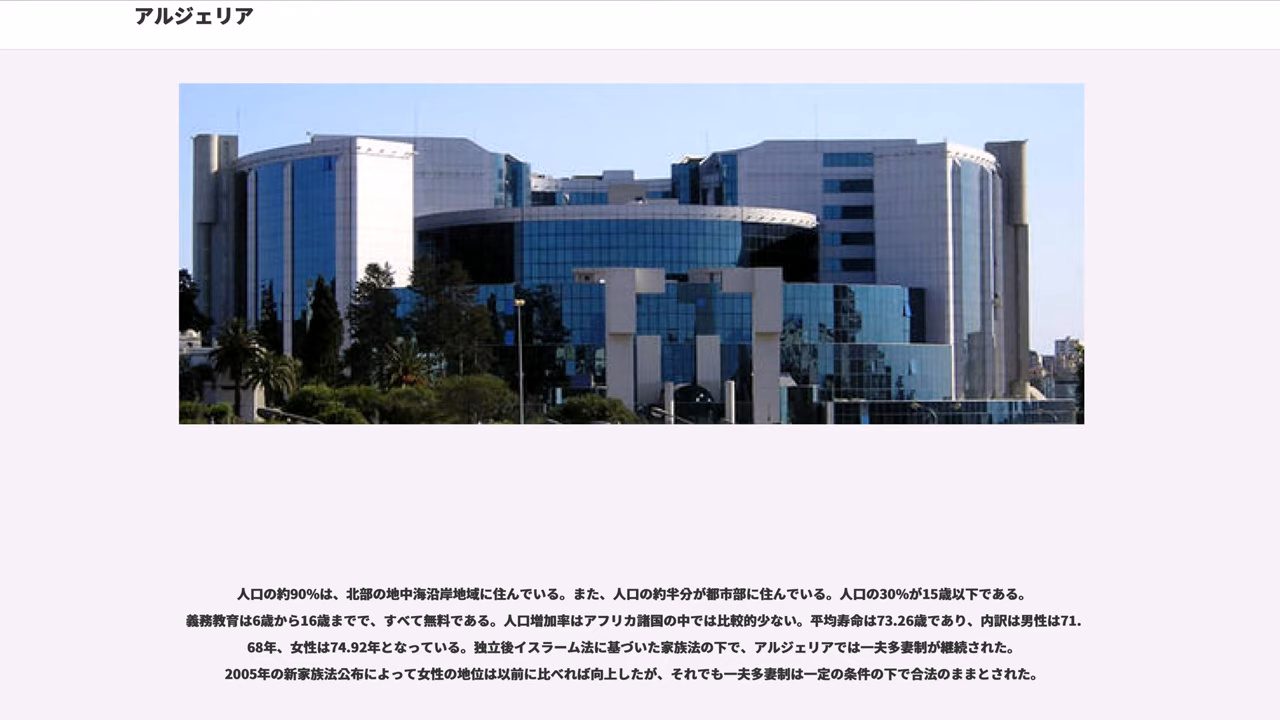 アルジェリア
人口の約90%は、北部の地中海沿岸地域に住んでいる。また、人口の約半分が都市部に住んでいる。人口の30%が15歳以下である。
義務教育は6歳から16歳までで、すべて無料である。人口増加率はアフリカ諸国の中では比較的少ない。平均寿命は73.26歳であり、内訳は男性は71.
68年、女性は74.92年となっている。独立後イスラーム法に基づいた家族法の下で、アルジェリアでは一夫多妻制が継続された。
2005年の新家族法公布によって女性の地位は以前に比べれば向上したが、それでも一夫多妻制は一定の条件の下で合法のままとされた。